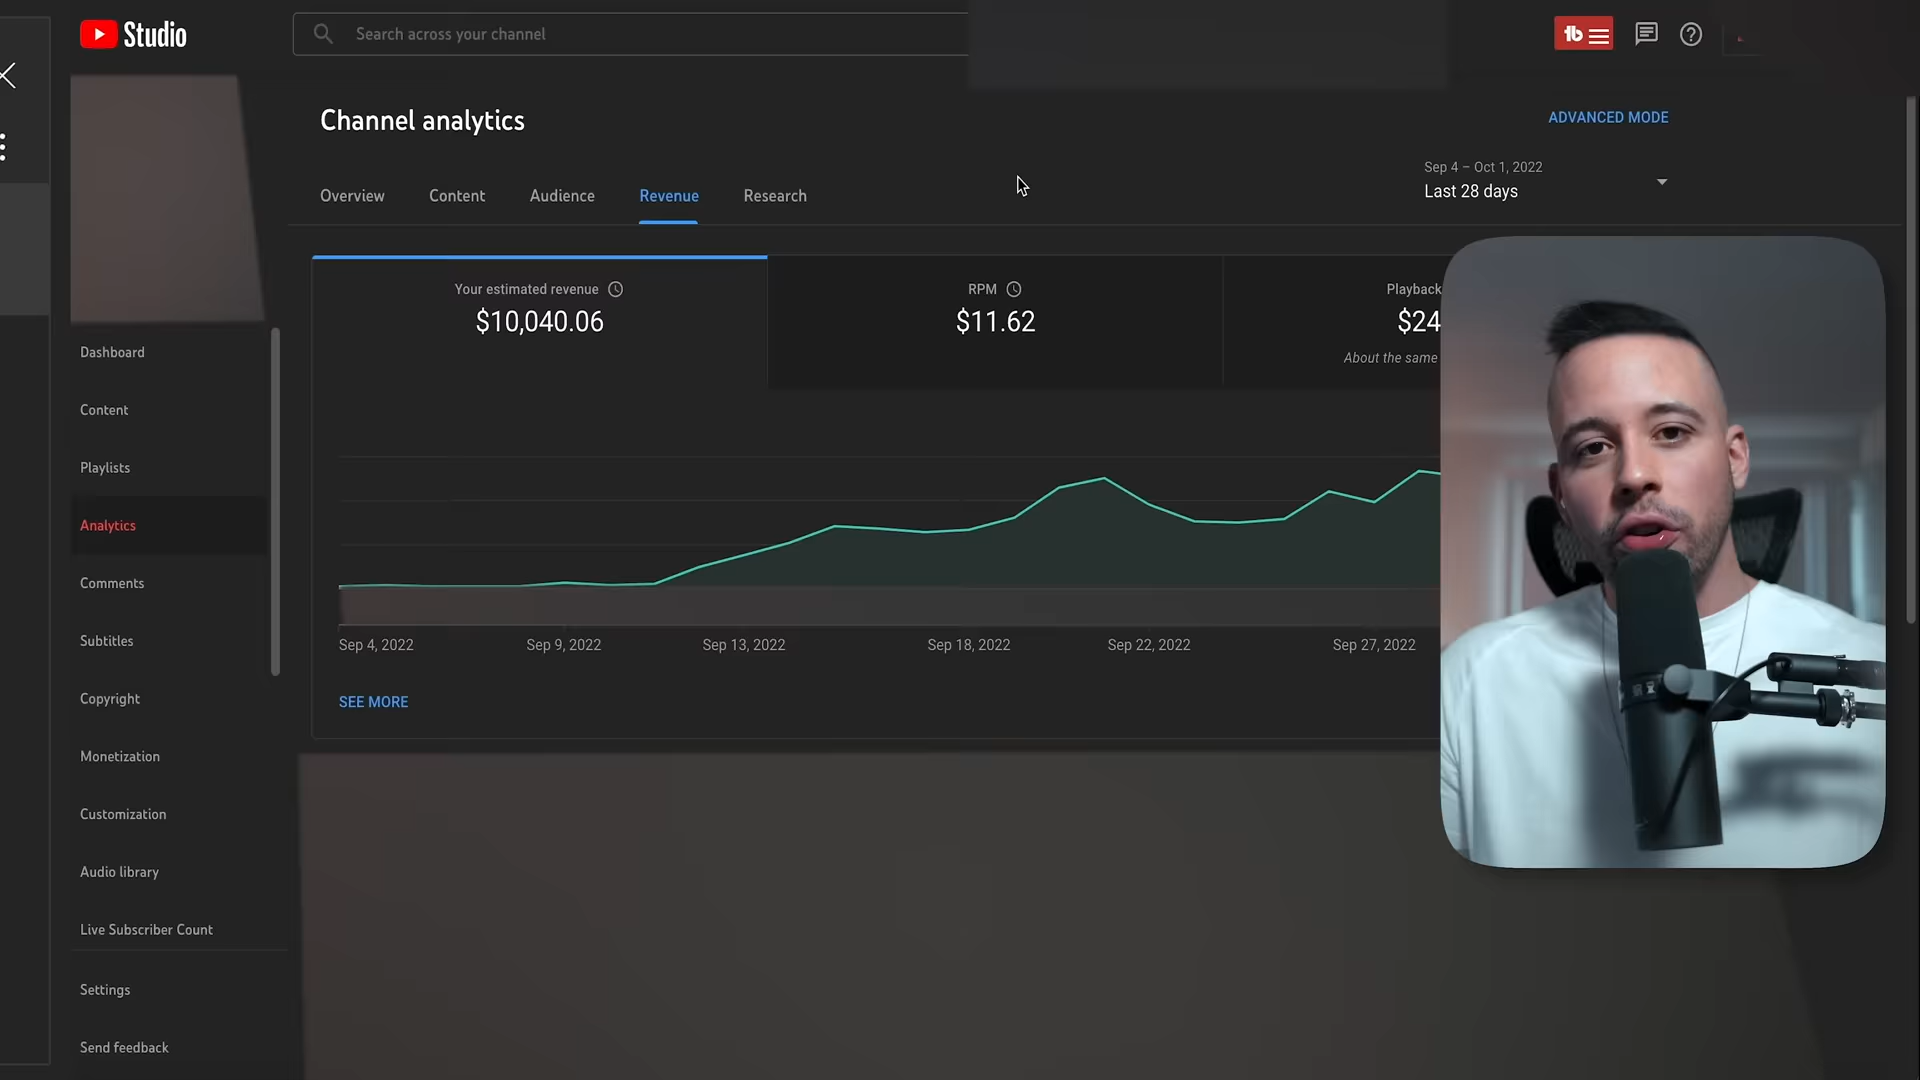 Studio
Search across your channel
Channel analytics
ADVANCED MODE
Sep 4 – Oct 1, 2022
Last 28 days
Overview
Content
Audience
Revenue
Research
Your estimated revenue
$10,040.06
RPM
$11.62
Playback
$24
About the same
Dashboard
Content
Playlists
Analytics
Comments
Subtitles
Copyright
Monetization
Customization
Audio library
Live Subscriber Count
Settings
Send feedback
Sep 4, 2022
Sep 9, 2022
Sep 13, 2022
Sep 18, 2022
Sep 22, 2022
Sep 27, 2022
SEE MORE